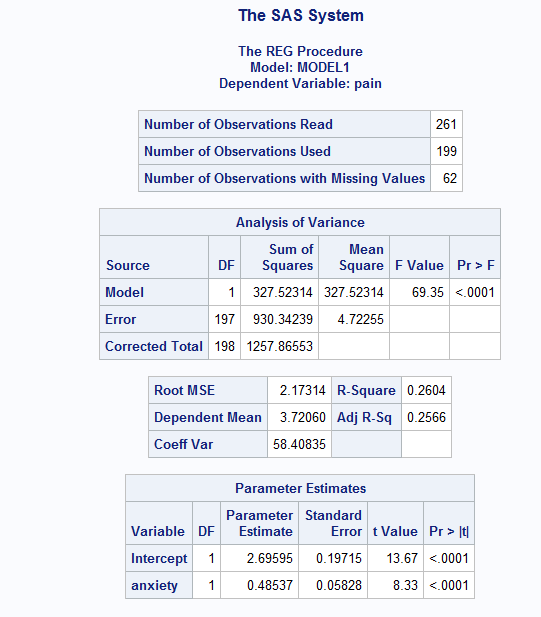 The SAS System
The REG Procedure
Model: MODEL1
Dependent Variable: pain
Number of Observations Read 261
Number of Observations Used 199
Number of Observations with Missing Values 62
Analysis of Variance
Source DF Sum of Squares Mean Square F Value Pr > F
Model 1 327.52314 327.52314 69.35 <.0001
Error 197 930.34239 4.72255
Corrected Total 198 1257.86553
Root MSE 2.17314 R-Square 0.2604
Dependent Mean 3.72060 Adj R-Sq 0.2566
Coeff Var 58.40835
Parameter Estimates
Variable DF Parameter Estimate Standard Error t Value Pr > |t|
Intercept 1 2.69595 0.19715 13.67 <.0001
anxiety 1 0.48537 0.05828 8.33 <.0001